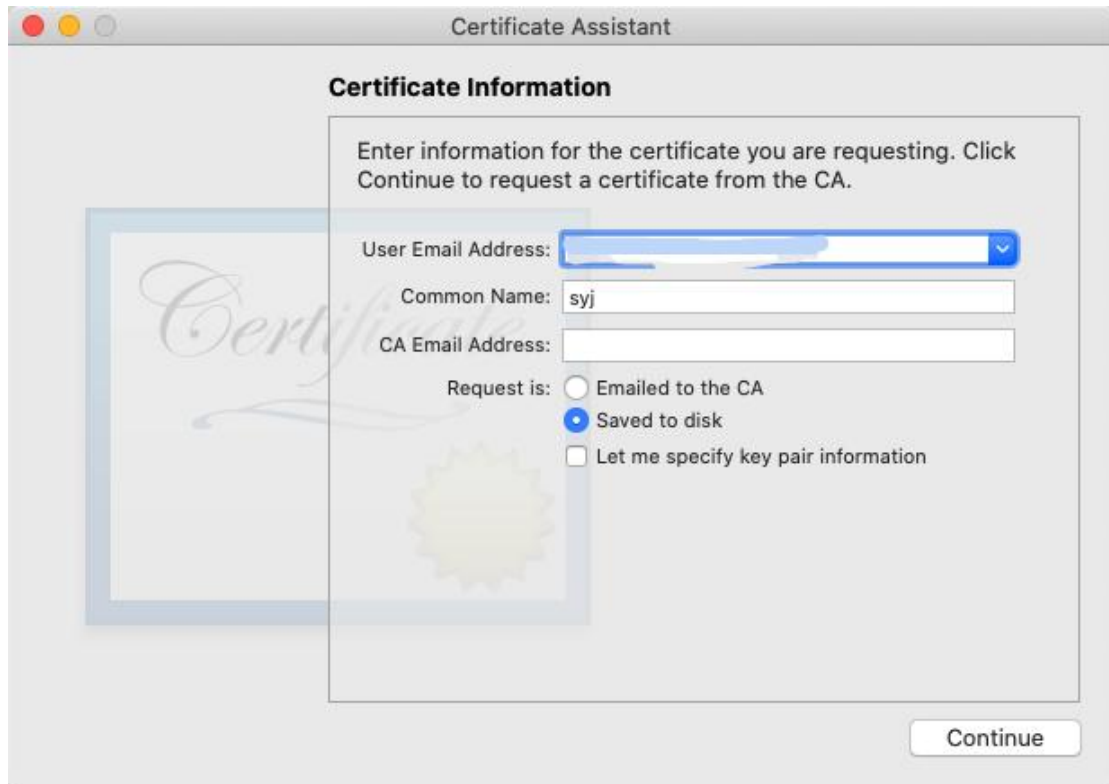 Certificate Assistant
Certificate Information
Enter information for the certificate you are requesting. Click
Continue to request a certificate from the CA.
Certificate
User Email Address:
Common Name: syj
CA Email Address:
Request is: Emailed to the CA
Saved to disk
Let me specify key pair information
Continue